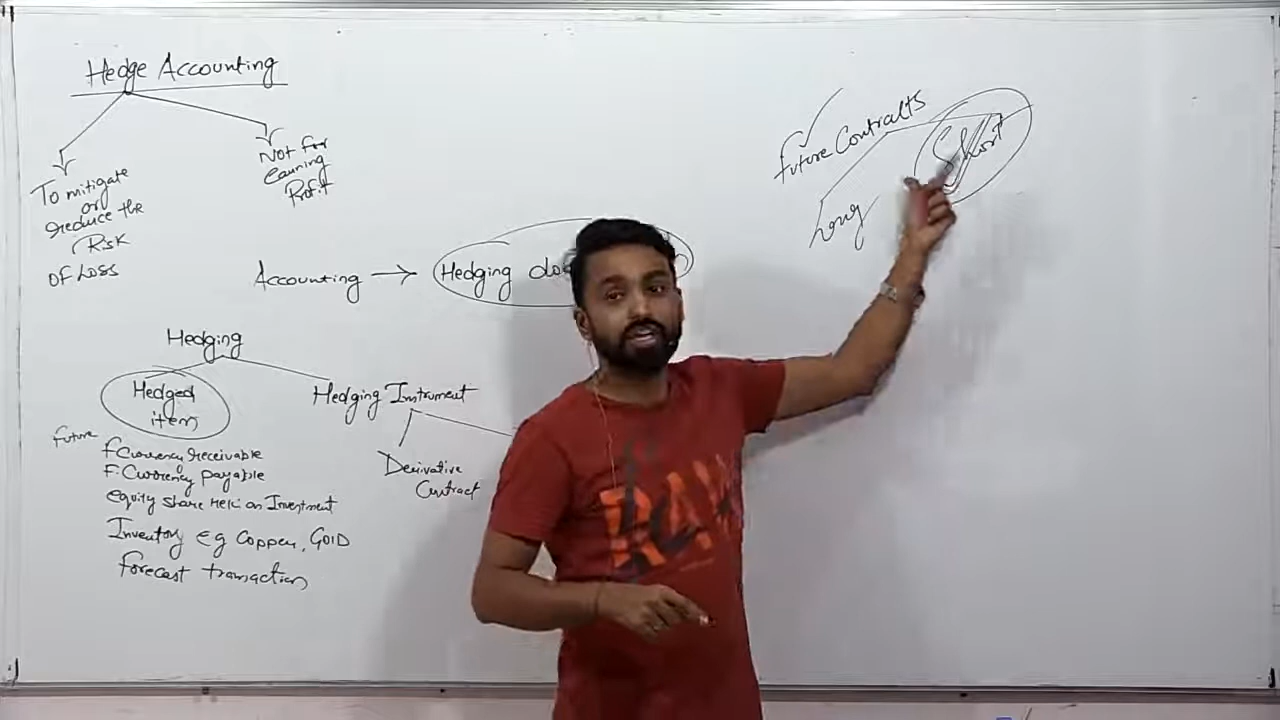 Hedge Accounting
To mitigate
or
reduce the
Risk
OF Loss
Not for
Earning
Profit
Accounting → Hedging
Hedging
Hedged
item
Hedging Instrument
Future
F Currency receivable
F. Currency payable
Equity share Held as Investment
Inventory eg Copper, GOLD
Forecast transaction
Derivative
Contract
Future Contracts
Long
Short
RAW